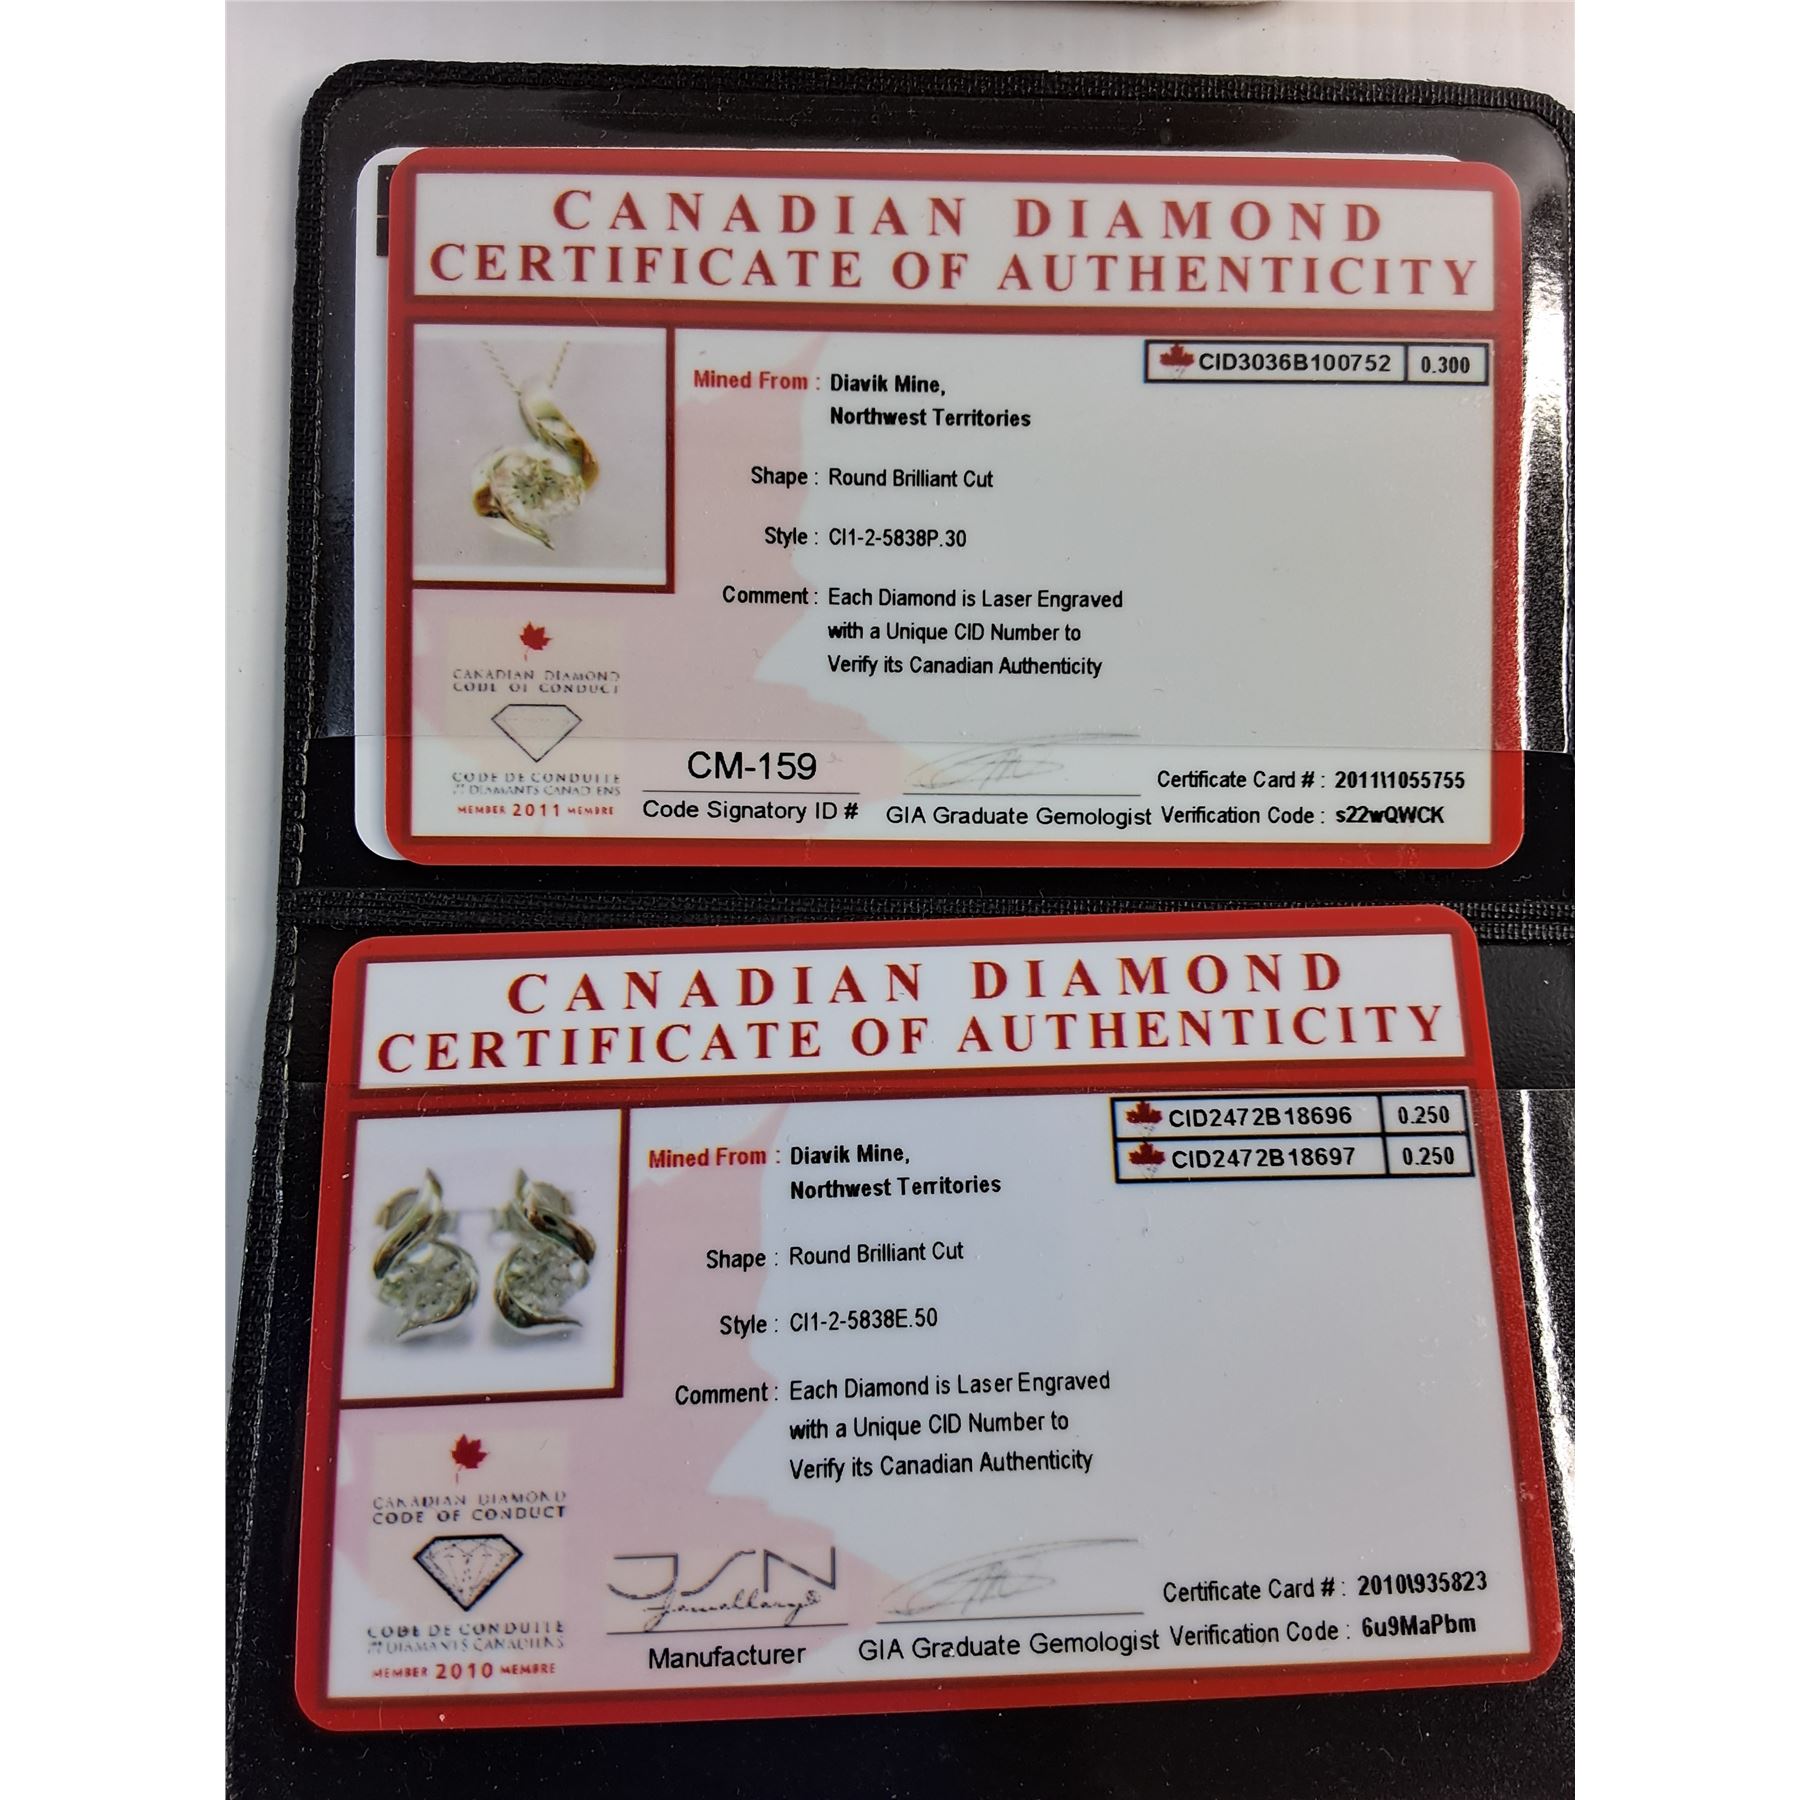 CANADIAN DIAMOND
CERTIFICATE OF AUTHENTICITY
CID3036B100752 0.300
Mined From : Diavik Mine,
Northwest Territories
Shape : Round Brilliant Cut
Style : CI1-2-5838P.30
Comment : Each Diamond is Laser Engraved
with a Unique CID Number to
Verify its Canadian Authenticity
CANADIAN DIAMOND
CODE OF CONDUCT
CODE DE CONDUITE
DIAMANTS CANADIENS
MEMBER 2011 MEMBRE
CM-159
Code Signatory ID #
GIA Graduate Gemologist
Certificate Card # : 2011\1055755
Verification Code : s22wQWCK
CANADIAN DIAMOND
CERTIFICATE OF AUTHENTICITY
CID2472B18696 0.250
CID2472B18697 0.250
Mined From : Diavik Mine,
Northwest Territories
Shape : Round Brilliant Cut
Style : CI1-2-5838E.50
Comment : Each Diamond is Laser Engraved
with a Unique CID Number to
Verify its Canadian Authenticity
CANADIAN DIAMOND
CODE OF CONDUCT
CODE DE CONDUITE
DIAMANTS CANADIENS
MEMBER 2010 MEMBRE
JSN
Jewellery
Manufacturer
GIA Graduate Gemologist
Certificate Card # : 2010\935823
Verification Code : 6u9MaPbm